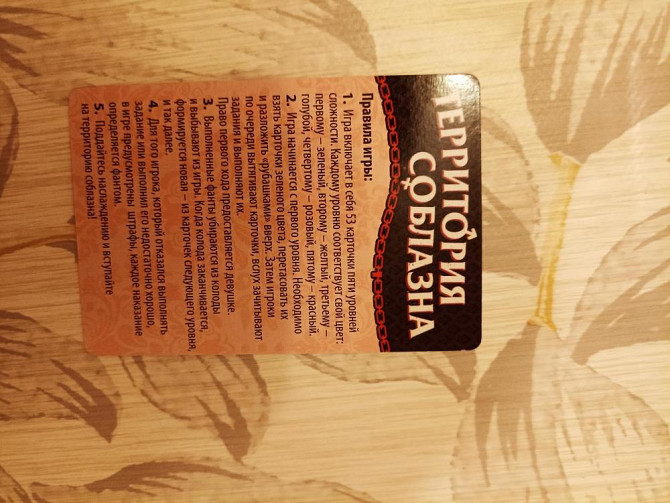 ТЕРРИТОРИЯ
СОБЛАЗНА
Правила игры:
1. Игра включает в себя 53 карточки пяти уровней
сложности. Каждому уровню соответствует свой цвет:
первому – зеленый, второму – желтый, третьему –
голубой, четвертому – розовый, пятому – красный.
2. Игра начинается с первого уровня. Необходимо
взять карточки зеленого цвета, перетасовать их
и разложить «рубашками» вверх. Затем игроки
по очереди вытягивают карточки, вслух зачитывают
задания и выполняют их.
Право первого хода предоставляется девушке.
3. Выполненные фанты убираются из колоды
и выбывают из игры. Когда колода заканчивается,
формируется новая – из карточек следующего уровня,
и так далее.
4. Для того игрока, который отказался выполнять
задание или выполнил его недостаточно хорошо,
в игре предусмотрены штрафы, каждое наказание
определяется фантом.
5. Поддайтесь наслаждению и вступайте
на территорию соблазна!